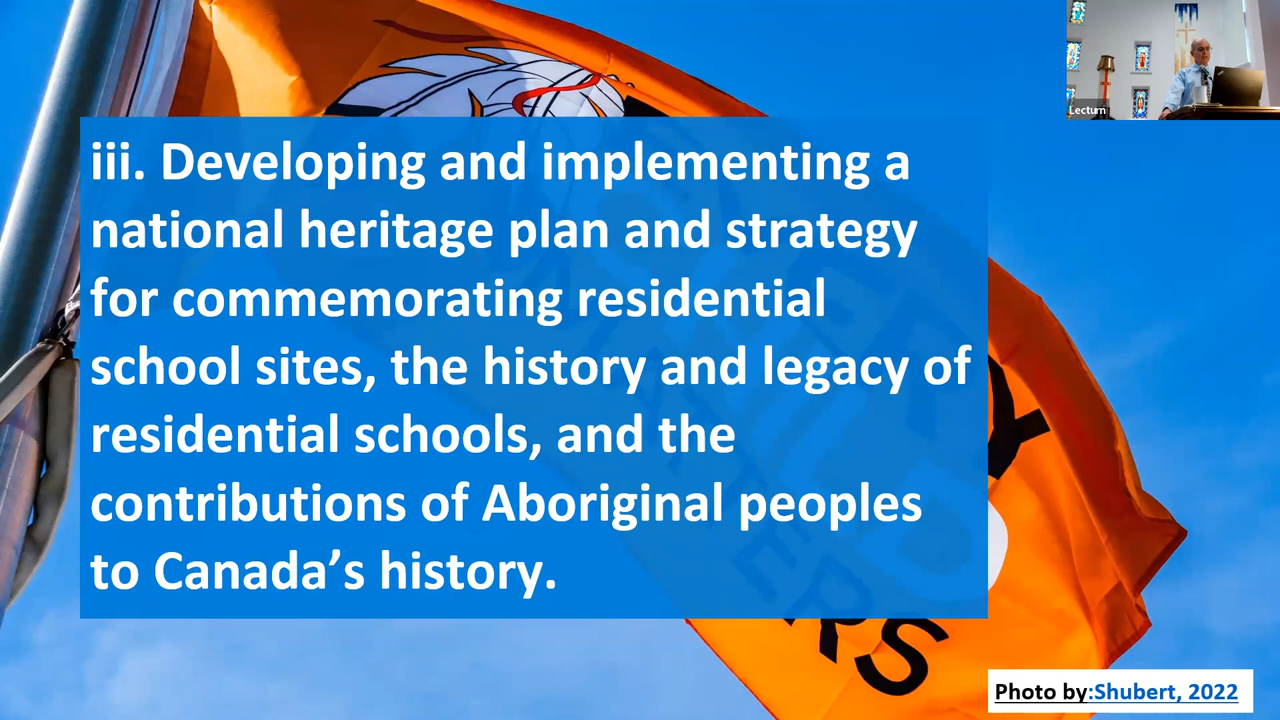 Lecturn
iii. Developing and implementing a
national heritage plan and strategy
for commemorating residential
school sites, the history and legacy of
residential schools, and the
contributions of Aboriginal peoples
to Canada’s history.
Photo by:Shubert, 2022